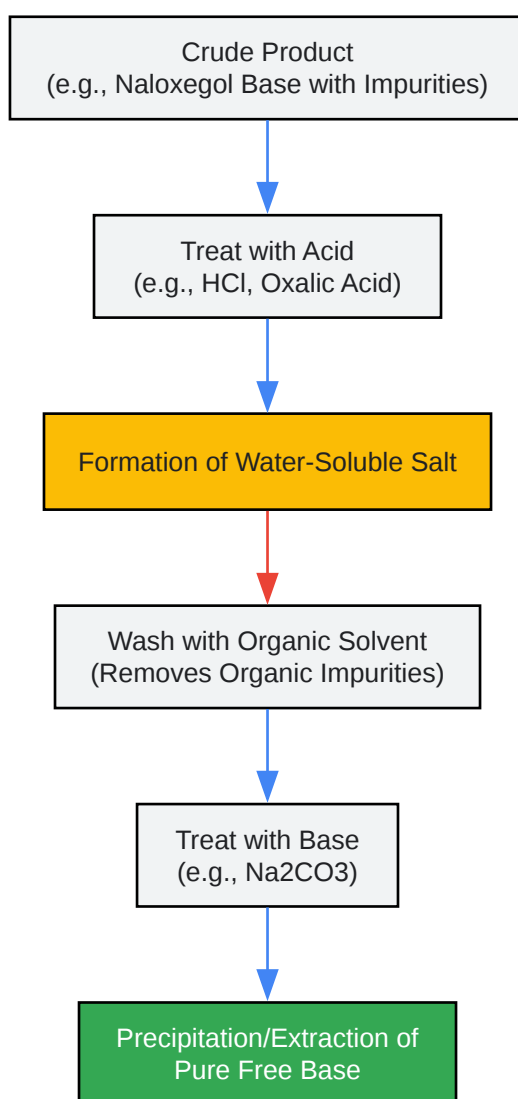 Crude Product
(e.g., Naloxegol Base with Impurities)
Treat with Acid
(e.g., HCl, Oxalic Acid)
Formation of Water-Soluble Salt
Wash with Organic Solvent
(Removes Organic Impurities)
Treat with Base
(e.g., Na2CO3)
Precipitation/Extraction of
Pure Free Base